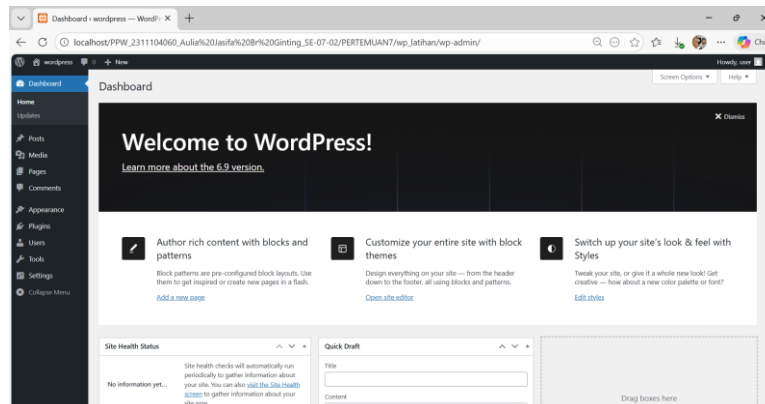 Dashboard ‹ wordpress — WordPr
localhost/PPW_2311104060_Aulia%20Jasifa%20Br%20Ginting_SE-07-02/PERTEMUAN7/wp_latihan/wp-admin/
wordpress 0 + New Howdy, user
Dashboard
Home
Updates
Posts
Media
Pages
Comments
Appearance
Plugins
Users
Tools
Settings
Collapse Menu
Screen Options Help
Dashboard
Dismiss
Welcome to WordPress!
Learn more about the 6.9 version.
Author rich content with blocks and
patterns
Block patterns are pre-configured block layouts. Use
them to get inspired or create new pages in a flash.
Add a new page
Customize your entire site with block
themes
Design everything on your site — from the header
down to the footer, all using blocks and patterns.
Open site editor
Switch up your site's look & feel with
Styles
Tweak your site, or give it a whole new look! Get
creative — how about a new color palette or font?
Edit styles
Site Health Status
No information yet...
Site health checks will automatically run
periodically to gather information about
your site. You can also visit the Site Health
screen to gather information about your
site now.
Quick Draft
Title
Content
Drag boxes here